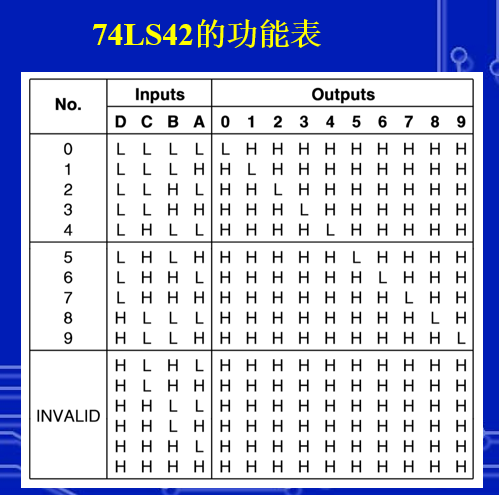 74LS42的功能表
No. Inputs Outputs
D C B A 0 1 2 3 4 5 6 7 8 9
0 L L L L L H H H H H H H H H
1 L L L H H L H H H H H H H H
2 L L H L H H L H H H H H H H
3 L L H H H H H L H H H H H H
4 L H L L H H H H L H H H H H
5 L H L H H H H H H L H H H H
6 L H H L H H H H H H L H H H
7 L H H H H H H H H H H L H H
8 H L L L H H H H H H H H L H
9 H L L H H H H H H H H H H L
INVALID
H L H L H H H H H H H H H H
H L H H H H H H H H H H H H
H H L L H H H H H H H H H H
H H L H H H H H H H H H H H
H H H L H H H H H H H H H H
H H H H H H H H H H H H H H